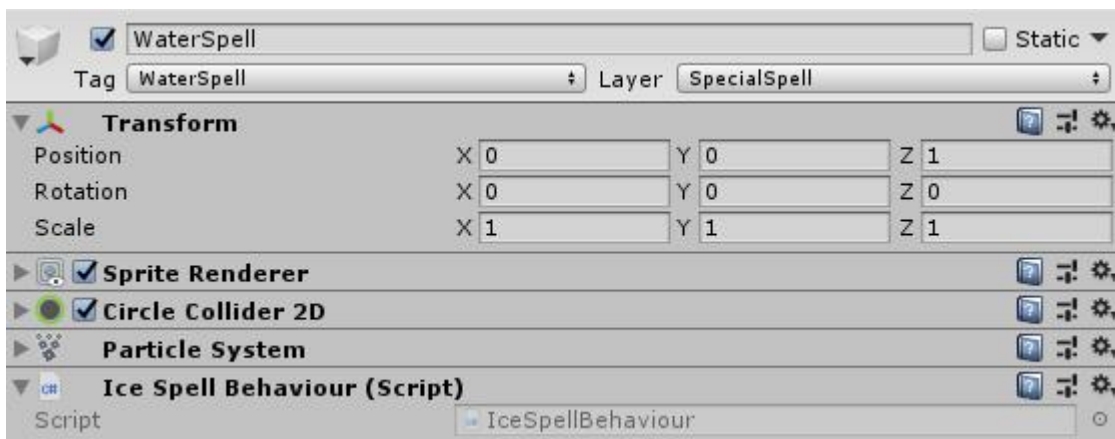 WaterSpell Static
Tag WaterSpell Layer SpecialSpell
Transform
Position X 0 Y 0 Z 1
Rotation X 0 Y 0 Z 0
Scale X 1 Y 1 Z 1
Sprite Renderer
Circle Collider 2D
Particle System
C# Ice Spell Behaviour (Script)
Script IceSpellBehaviour